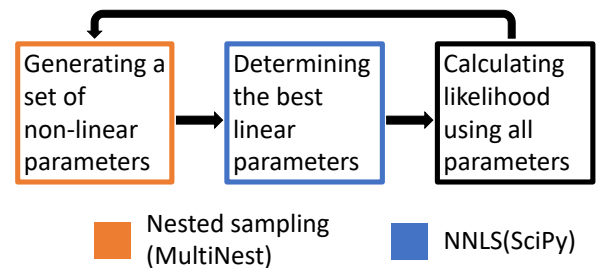 Generating a
set of
non-linear
parameters
Determining
the best
linear
parameters
Calculating
likelihood
using all
parameters
Nested sampling
(MultiNest)
NNLS(SciPy)